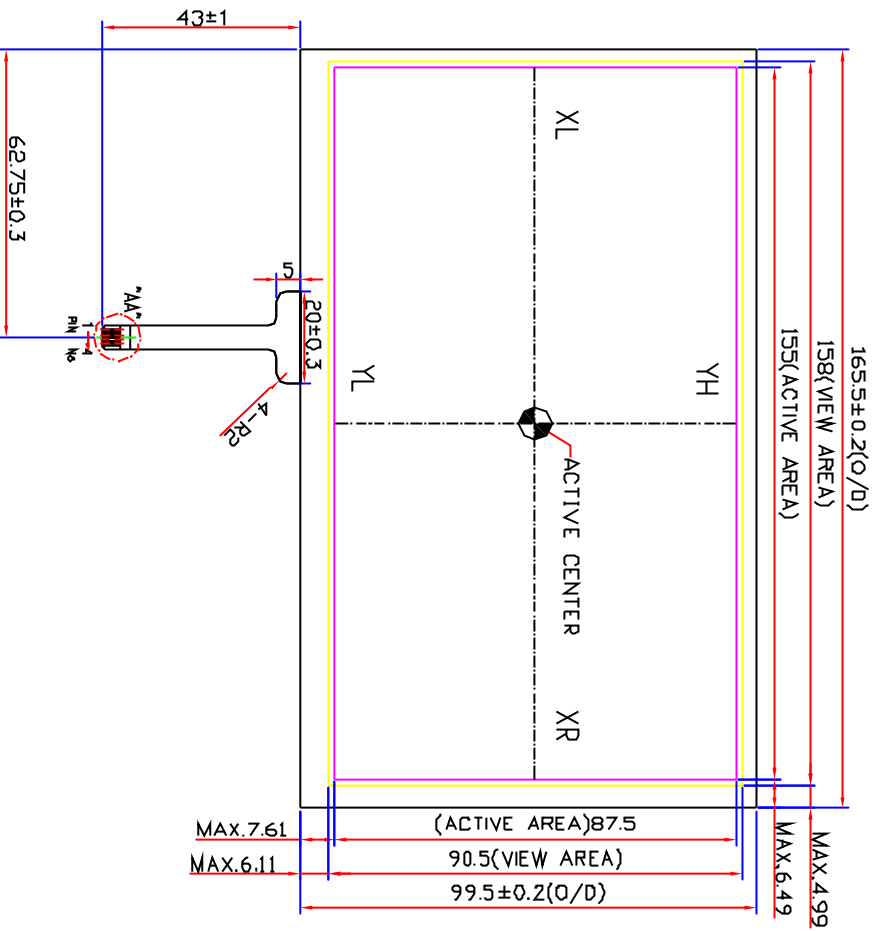 43±1
62.75±0.3
5
20±0.3
"AA"
1 4
PIN No
4-R2
XL
YL
YH
XR
ACTIVE CENTER
165.5±0.2(O/D)
158(VIEW AREA)
155(ACTIVE AREA)
MAX.4.99
MAX.6.49
MAX.7.61
(ACTIVE AREA)87.5
MAX.6.11
90.5(VIEW AREA)
99.5±0.2(O/D)